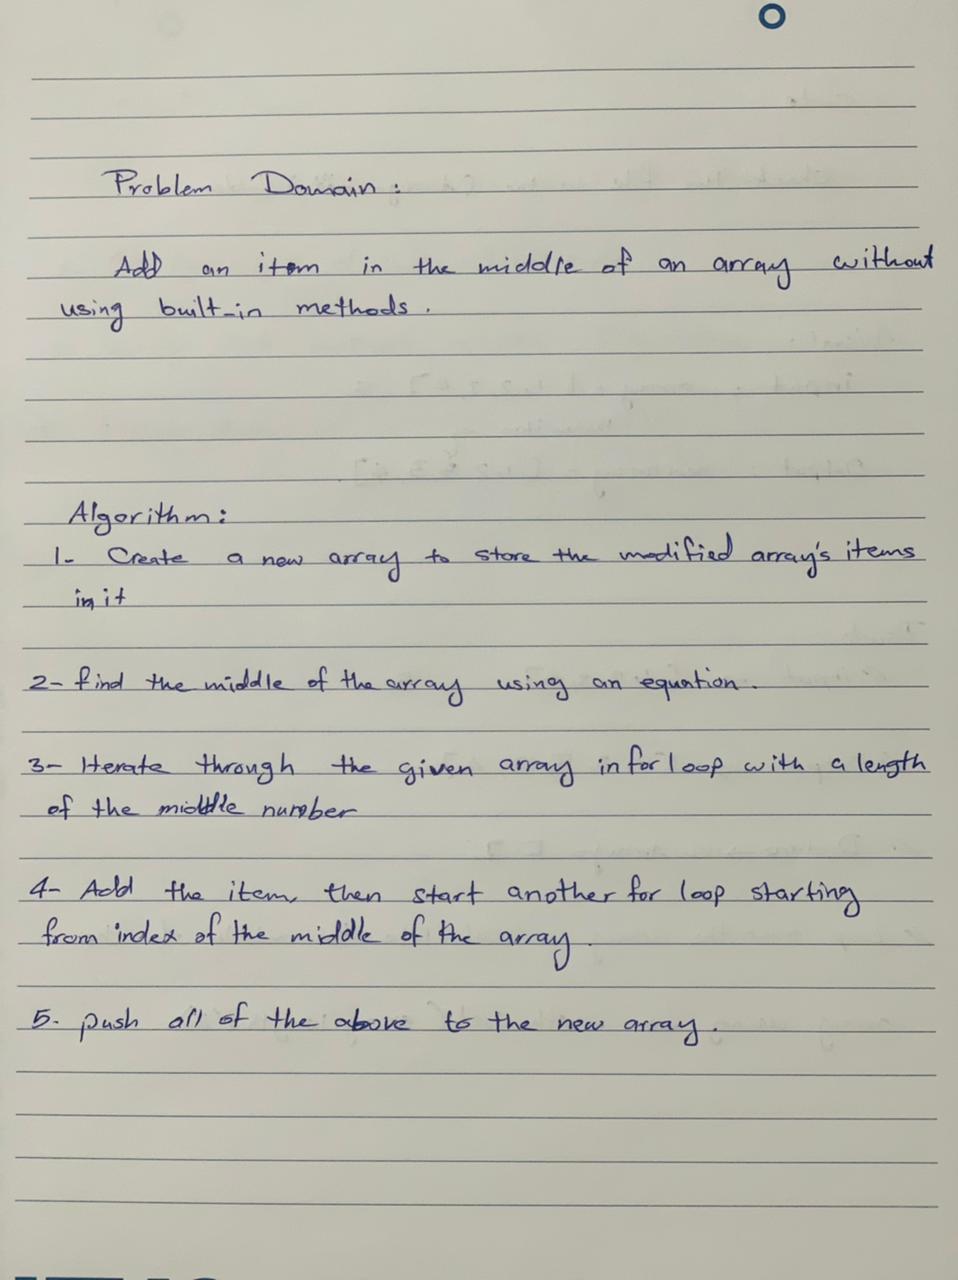 Problem Domain:
Add an item in the middle of an array without
using built-in methods.
Algorithm:
1- Create a new array to store the modified array's items
in it
2- find the middle of the array using an equation.
3- Iterate through the given array in for loop with a length
of the middle number
4- Add the item, then start another for loop starting
from index of the middle of the array.
5- push all of the above to the new array.